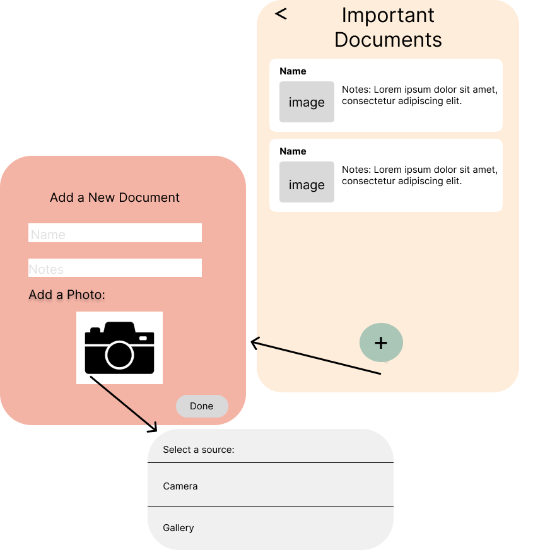 <
Important
Documents
Name
image
Notes: Lorem ipsum dolor sit amet,
consectetur adipiscing elit.
Name
image
Notes: Lorem ipsum dolor sit amet,
consectetur adipiscing elit.
+
Add a New Document
Name
Notes
Add a Photo:
Done
Select a source:
Camera
Gallery